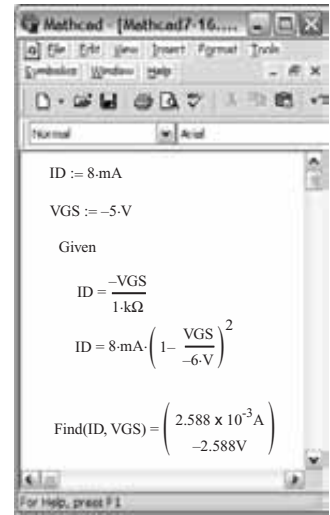 Mathcad - [Mathcad7-16....
File Edit View Insert Format Tools
Symbolics Window Help
Normal Arial
ID := 8·mA
VGS := –5·V
Given
ID = –VGS / 1·kΩ
ID = 8·mA·( 1– VGS / –6·V )²
Find(ID, VGS) = ( 2.588 x 10⁻³A
–2.588V )
For Help, press F1